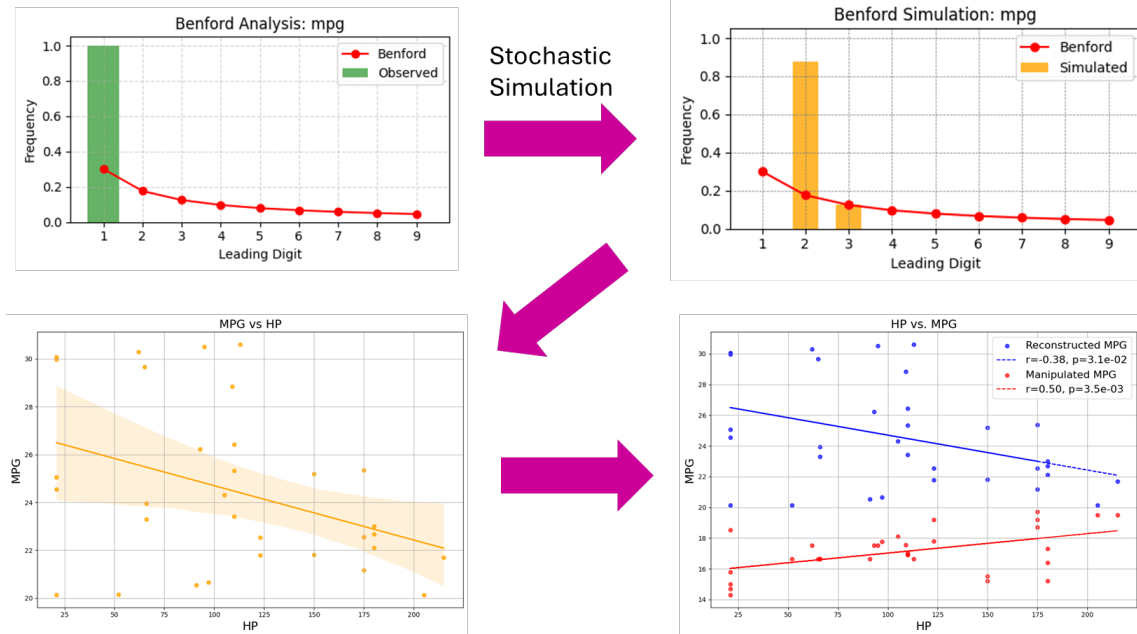 Benford Analysis: mpg
1.0
0.8
0.6
0.4
0.2
0.0
Frequency
Benford
Observed
1 2 3 4 5 6 7 8 9
Leading Digit
Stochastic
Simulation
Benford Simulation: mpg
1.0
0.8
0.6
0.4
0.2
0.0
Frequency
Benford
Simulated
1 2 3 4 5 6 7 8 9
Leading Digit
MPG vs HP
30
28
26
24
22
20
MPG
25 50 75 100 125 150 175 200
HP
HP vs. MPG
30
28
26
24
22
20
18
16
14
MPG
Reconstructed MPG
r=-0.38, p=3.1e-02
Manipulated MPG
r=0.50, p=3.5e-03
25 50 75 100 125 150 175 200
HP